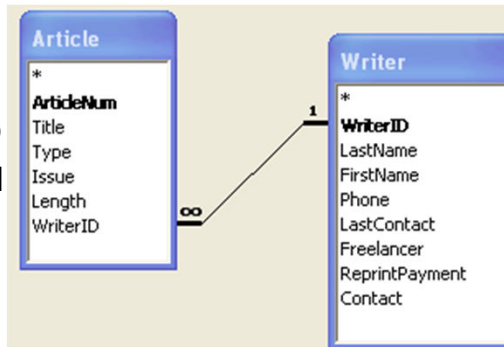 Article
*
ArticleNum
Title
Type
Issue
Length
WriterID
∞
1
Writer
*
WriterID
LastName
FirstName
Phone
LastContact
Freelancer
ReprintPayment
Contact